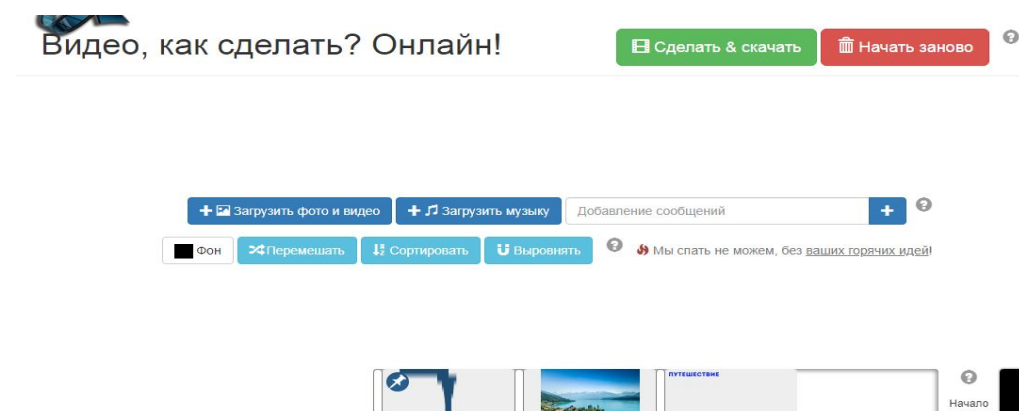 Видео, как сделать? Онлайн!
Сделать & скачать
Начать заново
Загрузить фото и видео
Загрузить музыку
Добавление сообщений
Фон
Перемешать
Сортировать
Выровнять
Мы спать не можем, без ваших горячих идей!
ПУТЕШЕСТВИЕ
Начало